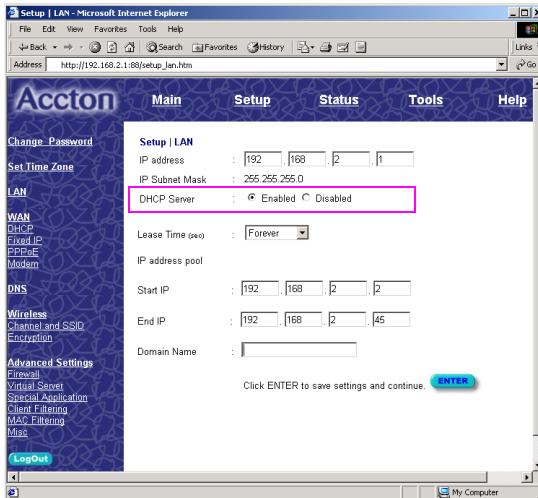 Setup | LAN - Microsoft Internet Explorer
File Edit View Favorites Tools Help
Back Search Favorites History Links
Address http://192.168.2.1:88/setup_lan.htm Go
Accton Main Setup Status Tools Help
Change Password
Set Time Zone
LAN
WAN
DHCP
Fixed IP
PPPoE
Modem
DNS
Wireless
Channel and SSID
Encryption
Advanced Settings
Firewall
Virtual Server
Special Application
Client Filtering
MAC Filtering
Misc
LogOut
Setup | LAN
IP address : 192 . 168 . 2 . 1
IP Subnet Mask : 255.255.255.0
DHCP Server : Enabled Disabled
Lease Time (sec) : Forever
IP address pool
Start IP : 192 . 168 . 2 . 2
End IP : 192 . 168 . 2 . 45
Domain Name :
Click ENTER to save settings and continue. ENTER
My Computer